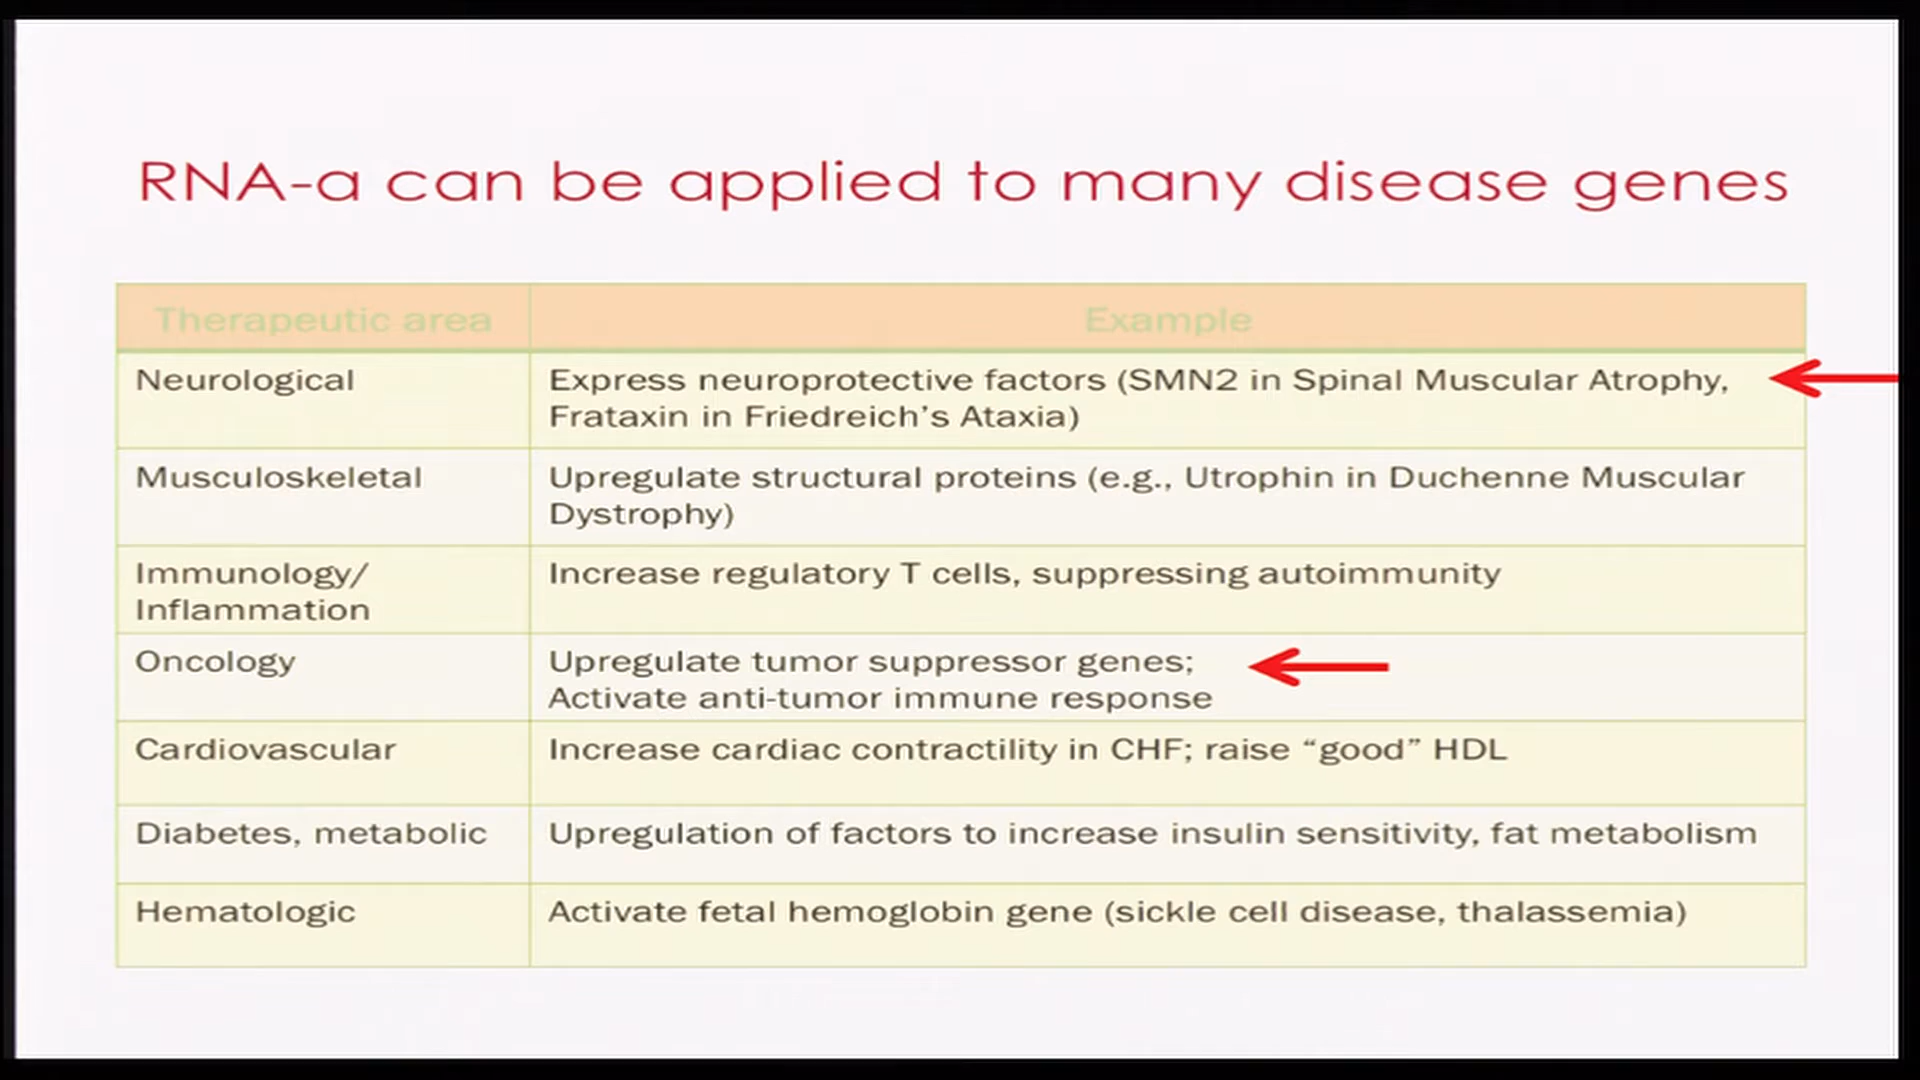 RNA-a can be applied to many disease genes
Therapeutic area
Example
Neurological
Express neuroprotective factors (SMN2 in Spinal Muscular Atrophy,
Frataxin in Friedreich’s Ataxia)
Musculoskeletal
Upregulate structural proteins (e.g., Utrophin in Duchenne Muscular
Dystrophy)
Immunology/
Inflammation
Increase regulatory T cells, suppressing autoimmunity
Oncology
Upregulate tumor suppressor genes;
Activate anti-tumor immune response
Cardiovascular
Increase cardiac contractility in CHF; raise “good” HDL
Diabetes, metabolic
Upregulation of factors to increase insulin sensitivity, fat metabolism
Hematologic
Activate fetal hemoglobin gene (sickle cell disease, thalassemia)